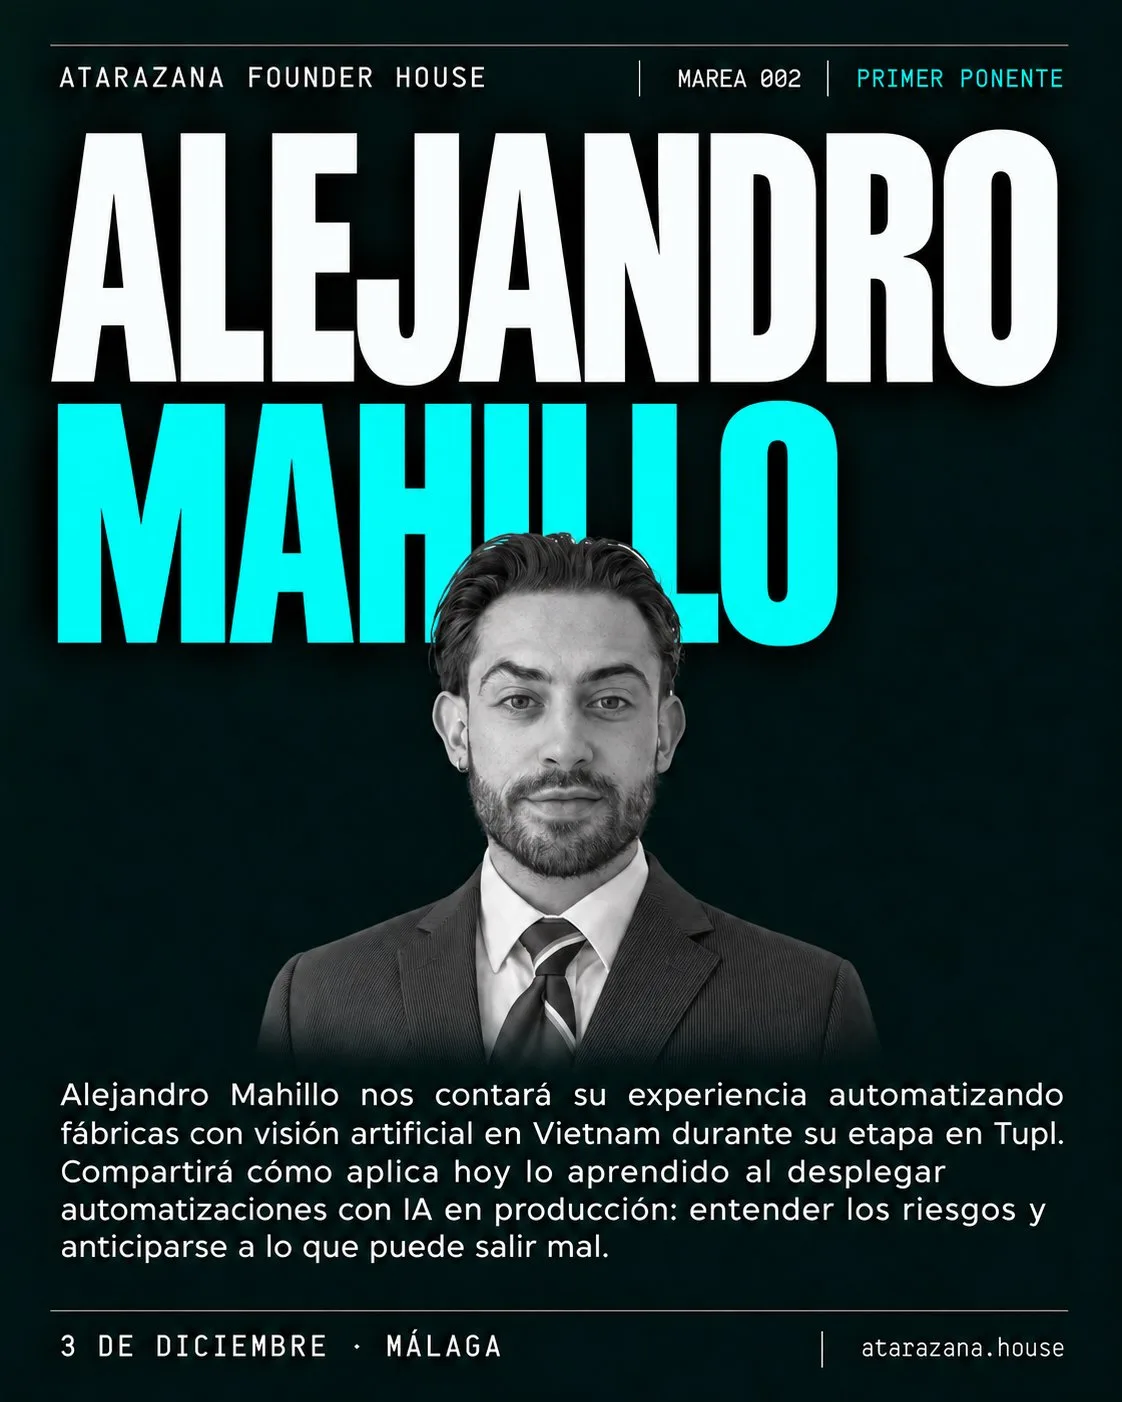 ATARAZANA FOUNDER HOUSE
MAREA 002
PRIMER PONENTE
ALEJANDRO
MAHILLO
Alejandro Mahillo nos contará su experiencia automatizando
fábricas con visión artificial en Vietnam durante su etapa en Tupl.
Compartirá cómo aplica hoy lo aprendido al desplegar
automatizaciones con IA en producción: entender los riesgos y
anticiparse a lo que puede salir mal.
3 DE DICIEMBRE · MÁLAGA
atarazana.house